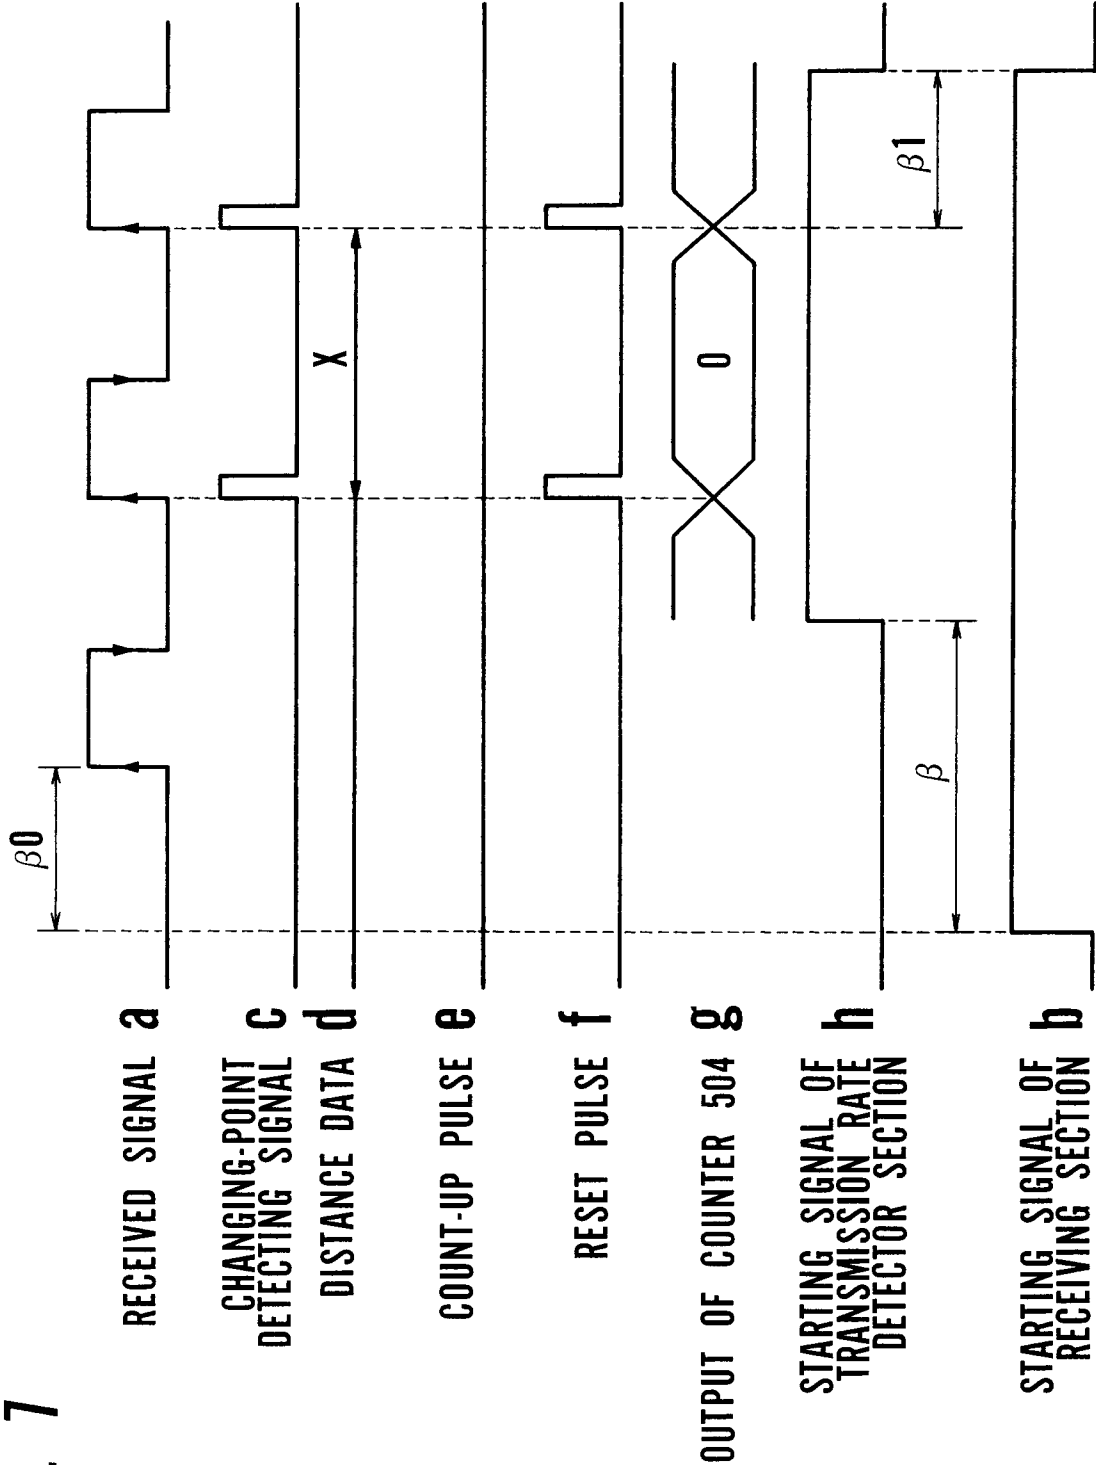 7
β0
RECEIVED SIGNAL a
CHANGING-POINT
DETECTING SIGNAL c
X
DISTANCE DATA d
COUNT-UP PULSE e
RESET PULSE f
0
OUTPUT OF COUNTER 504 g
STARTING SIGNAL OF
TRANSMISSION RATE
DETECTOR SECTION
h
β1
β
STARTING SIGNAL OF
RECEIVING SECTION
b